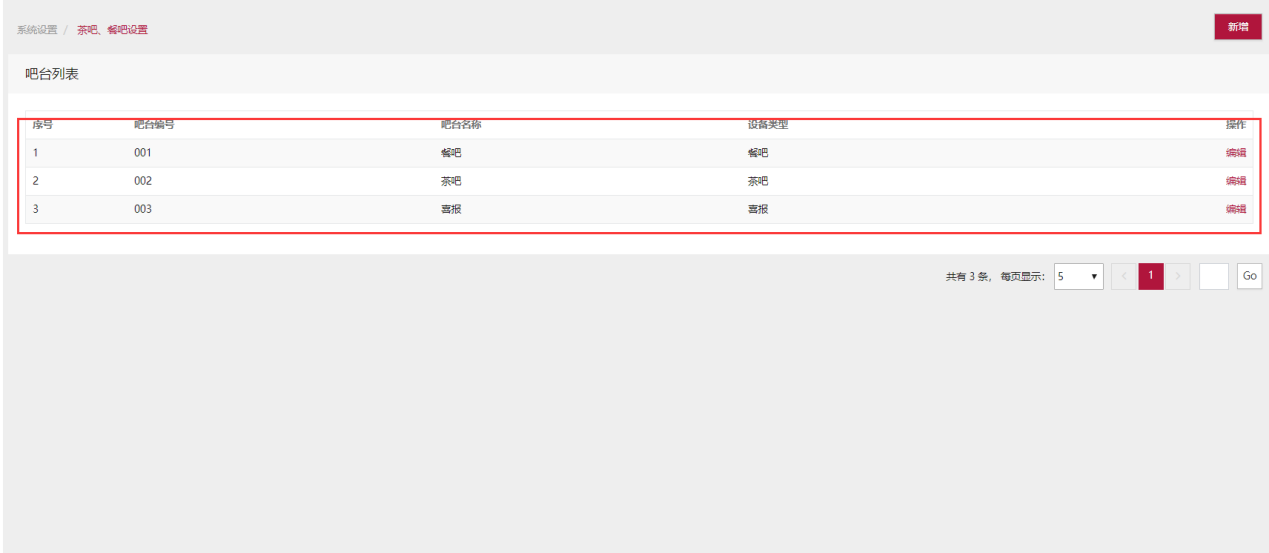 系统设置 / 茶吧、餐吧设置 新增
吧台列表
序号 吧台编号 吧台名称 设备类型 操作
1 001 餐吧 餐吧 编辑
2 002 茶吧 茶吧 编辑
3 003 喜报 喜报 编辑
共有 3 条, 每页显示: 5 ▼ < 1 > Go